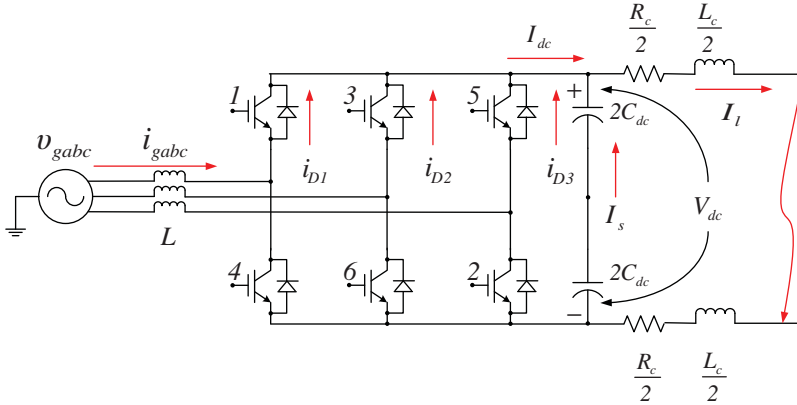 I_dc
R_c/2
L_c/2
1
3
5
+
2C_dc
I_l
υ_gabc
i_gabc
i_D1
i_D2
i_D3
I_s
V_dc
L
4
6
2
2C_dc
−
R_c/2
L_c/2